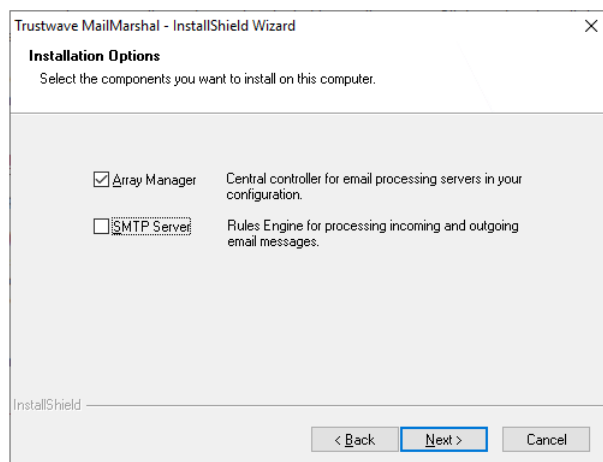 Trustwave MailMarshal - InstallShield Wizard
Installation Options
Select the components you want to install on this computer.
Array Manager
Central controller for email processing servers in your
configuration.
SMTP Server
Rules Engine for processing incoming and outgoing
email messages.
InstallShield
< Back
Next >
Cancel